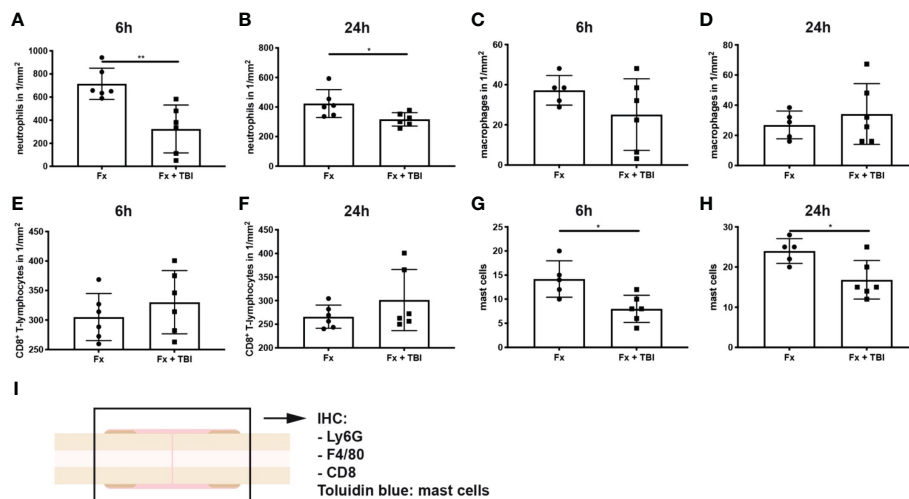 A
6h
neutrophils in 1/mm²
1000
800
600
400
200
0
**
Fx
Fx + TBI
B
24h
neutrophils in 1/mm²
600
400
200
0
*
Fx
Fx + TBI
C
6h
macrophages in 1/mm²
60
40
20
0
Fx
Fx + TBI
D
24h
macrophages in 1/mm²
80
60
40
20
0
Fx
Fx + TBI
E
6h
CD8⁺ T-lymphocytes in 1/mm²
450
400
350
300
250
Fx
Fx + TBI
F
24h
CD8⁺ T-lymphocytes in 1/mm²
450
400
350
300
250
200
Fx
Fx + TBI
G
6h
mast cells
25
20
15
10
5
0
*
Fx
Fx + TBI
H
24h
mast cells
30
20
10
0
*
Fx
Fx + TBI
I
IHC:
- Ly6G
- F4/80
- CD8
Toluidin blue: mast cells